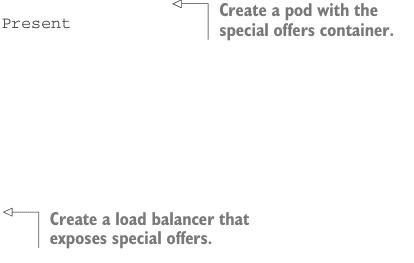 Create a pod with the
special offers container.
Present
Create a load balancer that
exposes special offers.